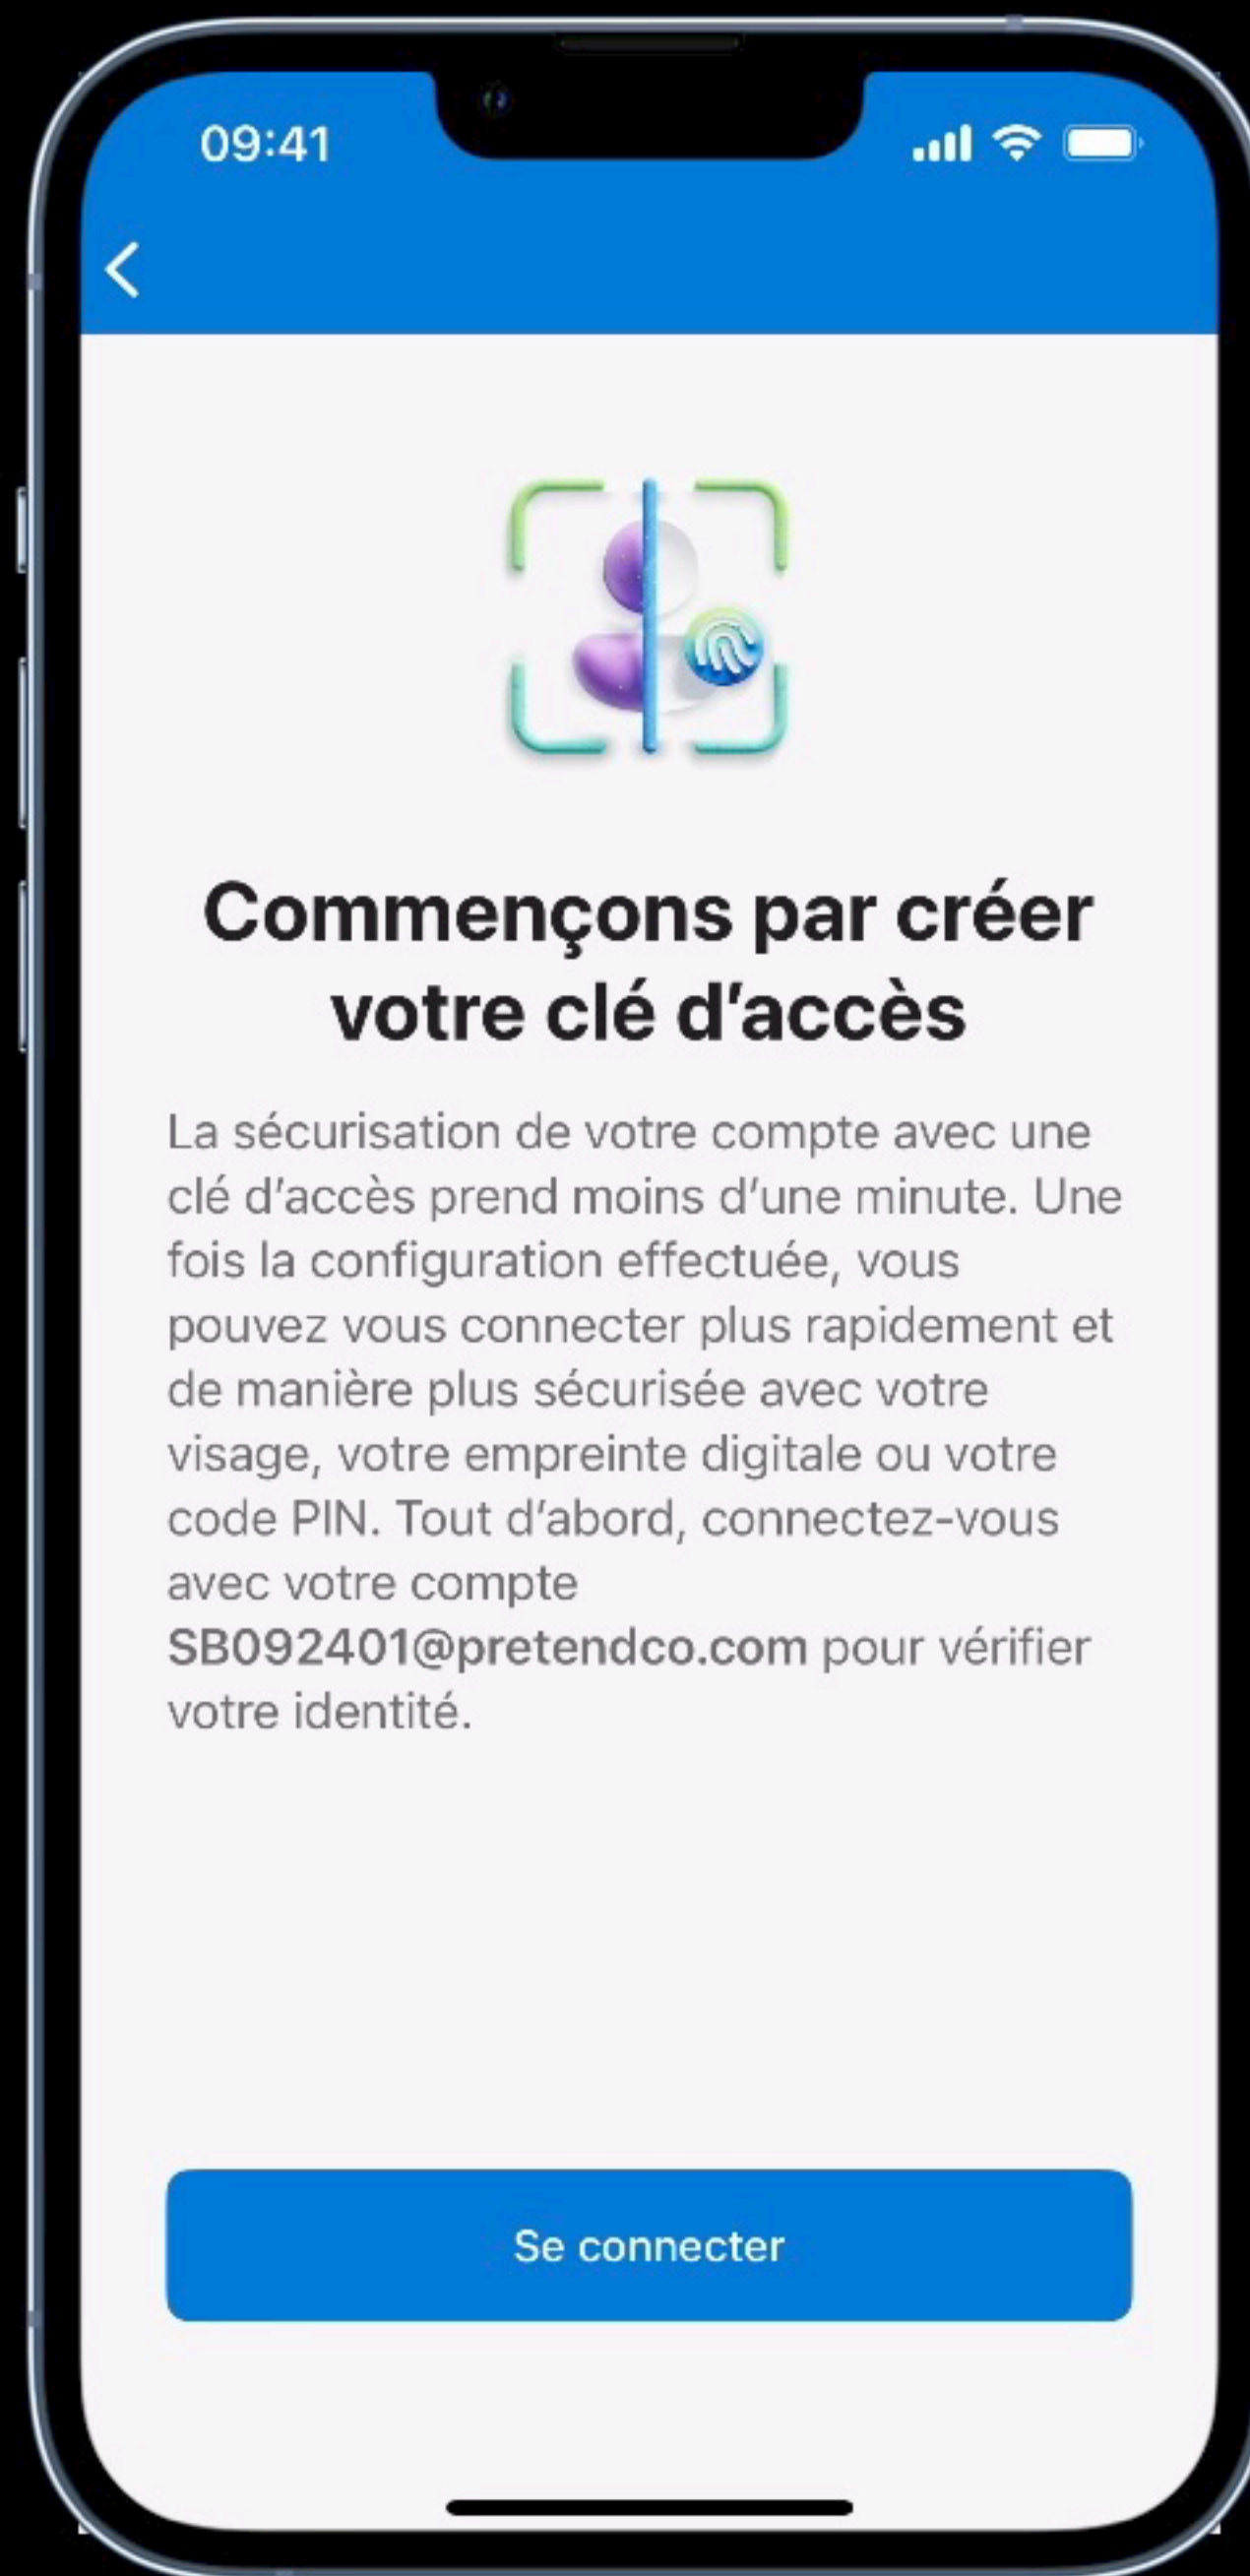 09:41
Commençons par créer
votre clé d’accès
La sécurisation de votre compte avec une
clé d’accès prend moins d’une minute. Une
fois la configuration effectuée, vous
pouvez vous connecter plus rapidement et
de manière plus sécurisée avec votre
visage, votre empreinte digitale ou votre
code PIN. Tout d’abord, connectez-vous
avec votre compte
SB092401@pretendco.com pour vérifier
votre identité.
Se connecter